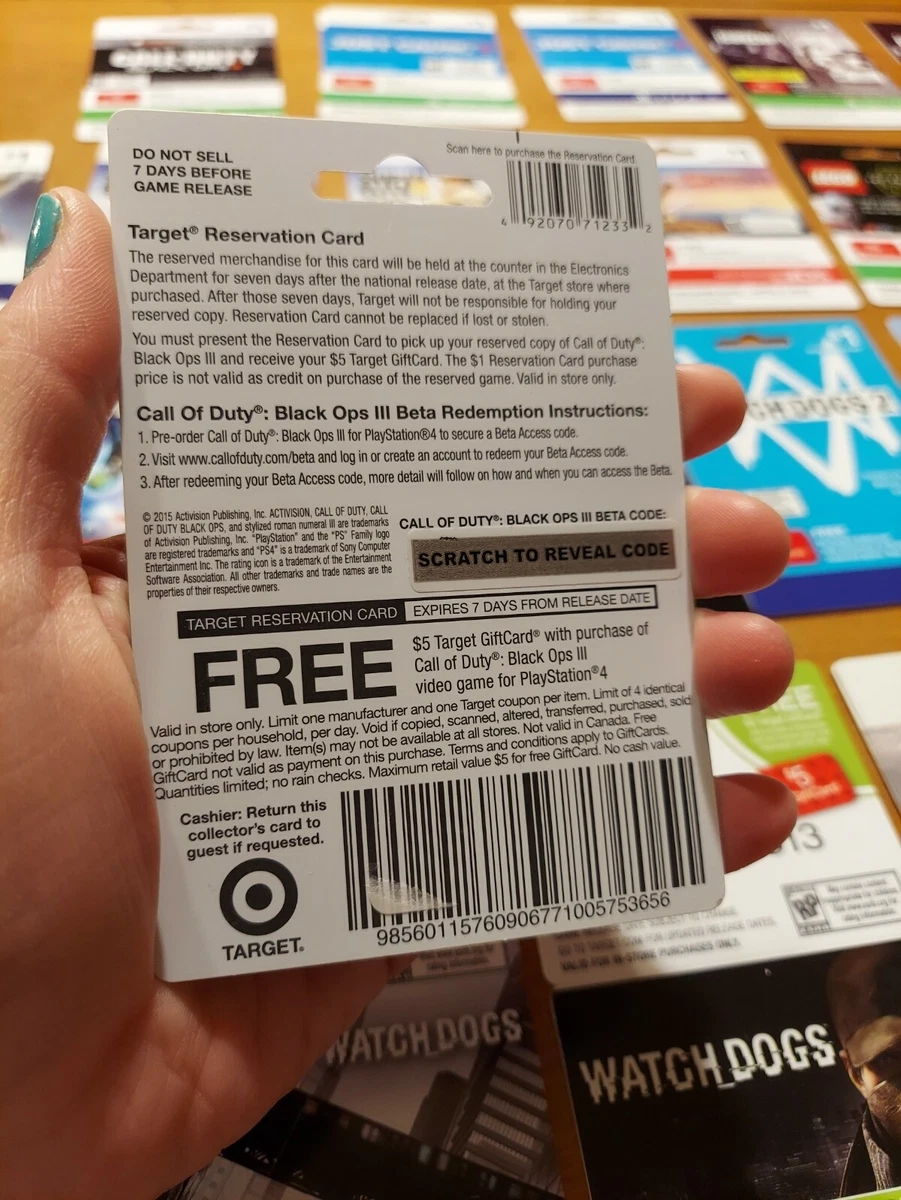 CALL OF DUTY
DO NOT SELL
7 DAYS BEFORE
GAME RELEASE
Scan here to purchase the Reservation Card.
4 92070 71233 2
Target® Reservation Card
The reserved merchandise for this card will be held at the counter in the Electronics
Department for seven days after the national release date, at the Target store where
purchased. After those seven days, Target will not be responsible for holding your
reserved copy. Reservation Card cannot be replaced if lost or stolen.
You must present the Reservation Card to pick up your reserved copy of Call of Duty®:
Black Ops III and receive your $5 Target GiftCard. The $1 Reservation Card purchase
price is not valid as credit on purchase of the reserved game. Valid in store only.
Call Of Duty®: Black Ops III Beta Redemption Instructions:
1. Pre-order Call of Duty®: Black Ops III for PlayStation®4 to secure a Beta Access code.
2. Visit www.callofduty.com/beta and log in or create an account to redeem your Beta Access code.
3. After redeeming your Beta Access code, more detail will follow on how and when you can access the Beta.
© 2015 Activision Publishing, Inc. ACTIVISION, CALL OF DUTY, CALL
OF DUTY BLACK OPS, and stylized roman numeral III are trademarks
of Activision Publishing, Inc. "PlayStation" and the "PS" Family logo
are registered trademarks and "PS4" is a trademark of Sony Computer
Entertainment Inc. The rating icon is a trademark of the Entertainment
Software Association. All other trademarks and trade names are the
properties of their respective owners.
CALL OF DUTY®: BLACK OPS III BETA CODE:
SCRATCH TO REVEAL CODE
TARGET RESERVATION CARD EXPIRES 7 DAYS FROM RELEASE DATE
FREE
$5 Target GiftCard® with purchase of
Call of Duty®: Black Ops III
video game for PlayStation®4
Valid in store only. Limit one manufacturer and one Target coupon per item. Limit of 4 identical
coupons per household, per day. Void if copied, scanned, altered, transferred, purchased, sold
or prohibited by law. Item(s) may not be available at all stores. Not valid in Canada. Free
GiftCard not valid as payment on this purchase. Terms and conditions apply to GiftCards.
Quantities limited; no rain checks. Maximum retail value $5 for free GiftCard. No cash value.
Cashier: Return this
collector's card to
guest if requested.
TARGET®
98560115760906771005753656
LEGO
GH DOGS 2
$5
13
RP
WATCH DOGS
WATCH DOGS